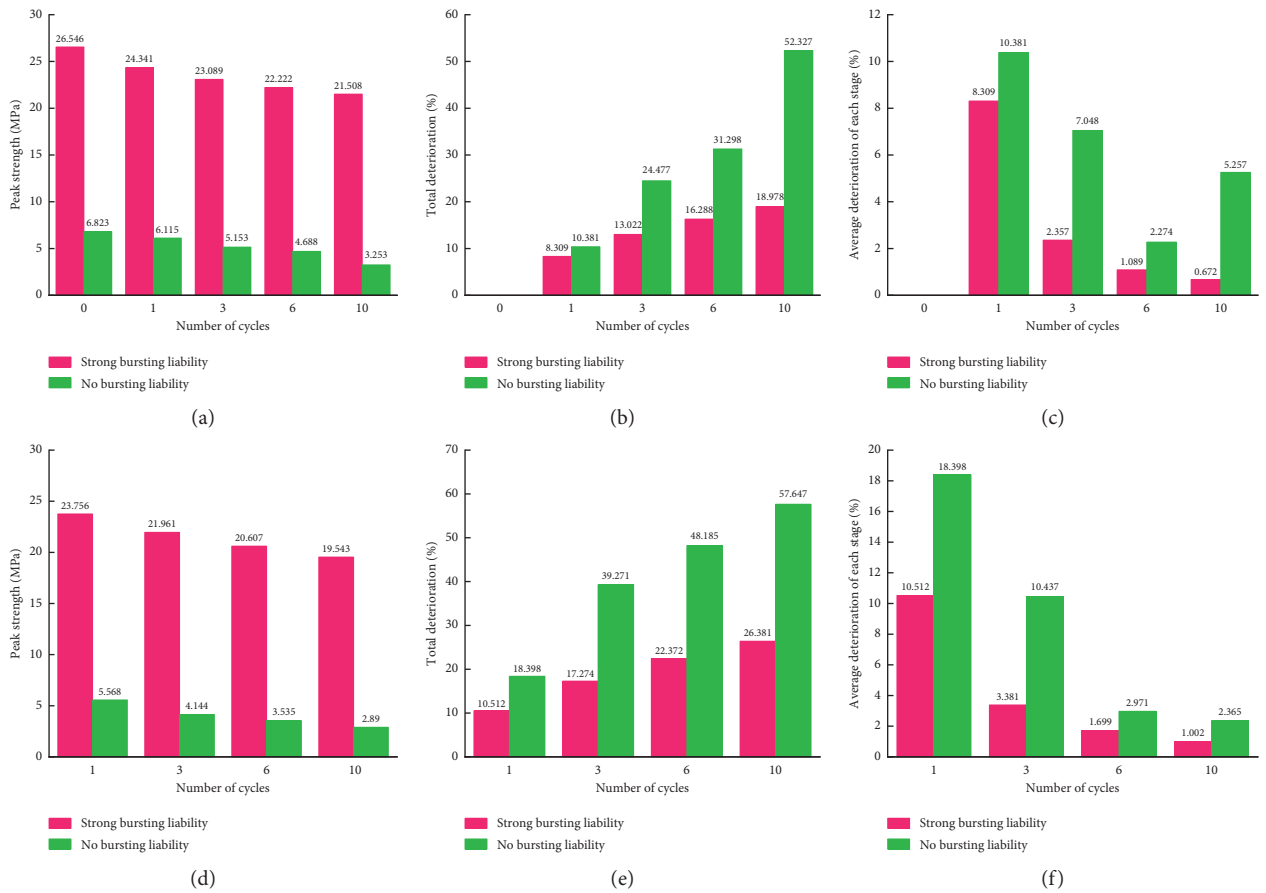 30
25
20
15
10
5
0
Peak strength (MPa)
26.546
24.341
23.089
22.222
21.508
6.823
6.115
5.153
4.688
3.253
0 1 3 6 10
Number of cycles
Strong bursting liability
No bursting liability
(a)
60
50
40
30
20
10
0
Total deterioration (%)
8.309
10.381
13.022
24.477
16.288
31.298
18.978
52.327
0 1 3 6 10
Number of cycles
Strong bursting liability
No bursting liability
(b)
12
10
8
6
4
2
0
Average deterioration of each stage (%)
8.309
10.381
2.357
7.048
1.089
2.274
0.672
5.257
0 1 3 6 10
Number of cycles
Strong bursting liability
No bursting liability
(c)
30
25
20
15
10
5
0
Peak strength (MPa)
23.756
21.961
20.607
19.543
5.568
4.144
3.535
2.89
1 3 6 10
Number of cycles
Strong bursting liability
No bursting liability
(d)
70
60
50
40
30
20
10
0
Total deterioration (%)
10.512
18.398
17.274
39.271
22.372
48.185
26.381
57.647
1 3 6 10
Number of cycles
Strong bursting liability
No bursting liability
(e)
20
18
16
14
12
10
8
6
4
2
0
Average deterioration of each stage (%)
10.512
18.398
3.381
10.437
1.699
2.971
1.002
2.365
1 3 6 10
Number of cycles
Strong bursting liability
No bursting liability
(f)